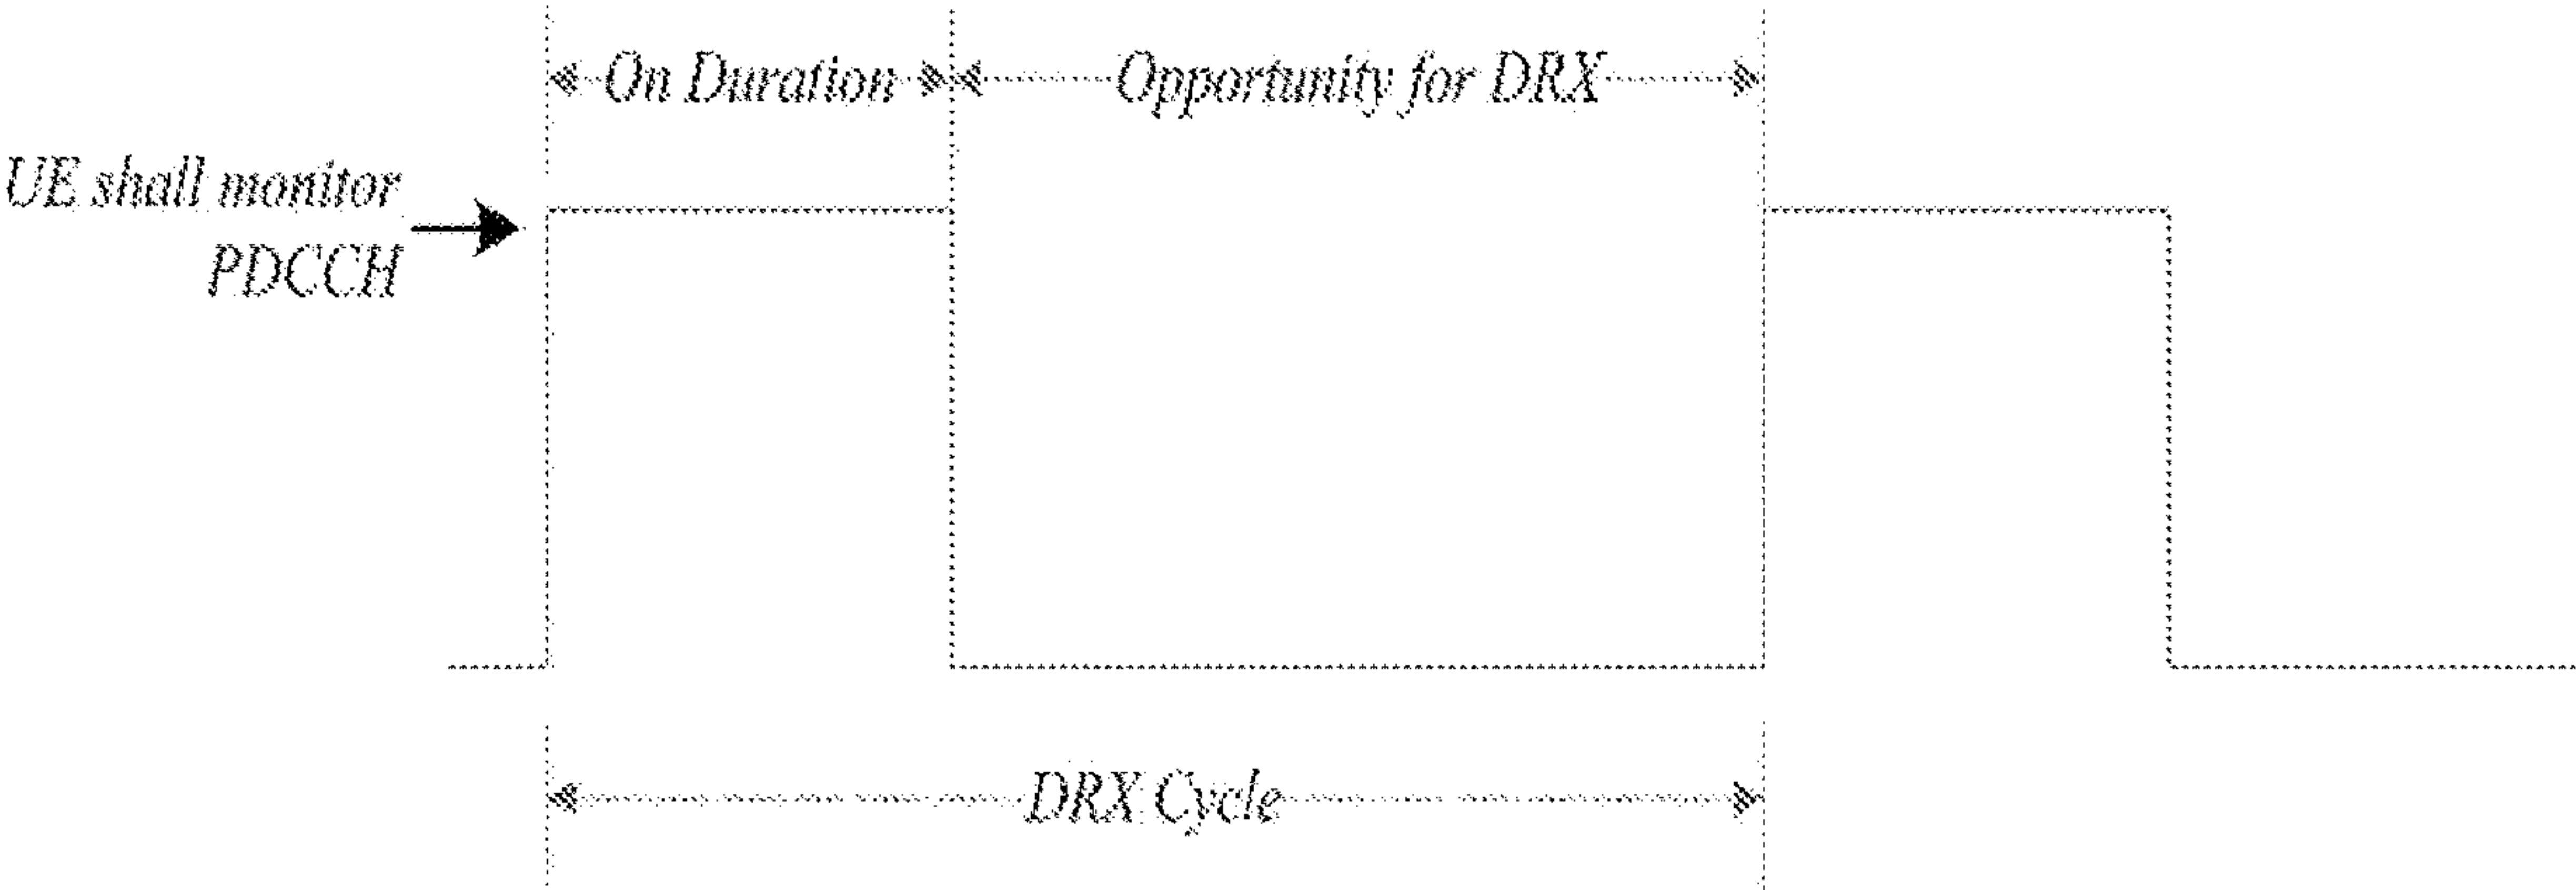 On Duration
Opportunity for DRX
UE shall monitor
PDCCH
DRX Cycle